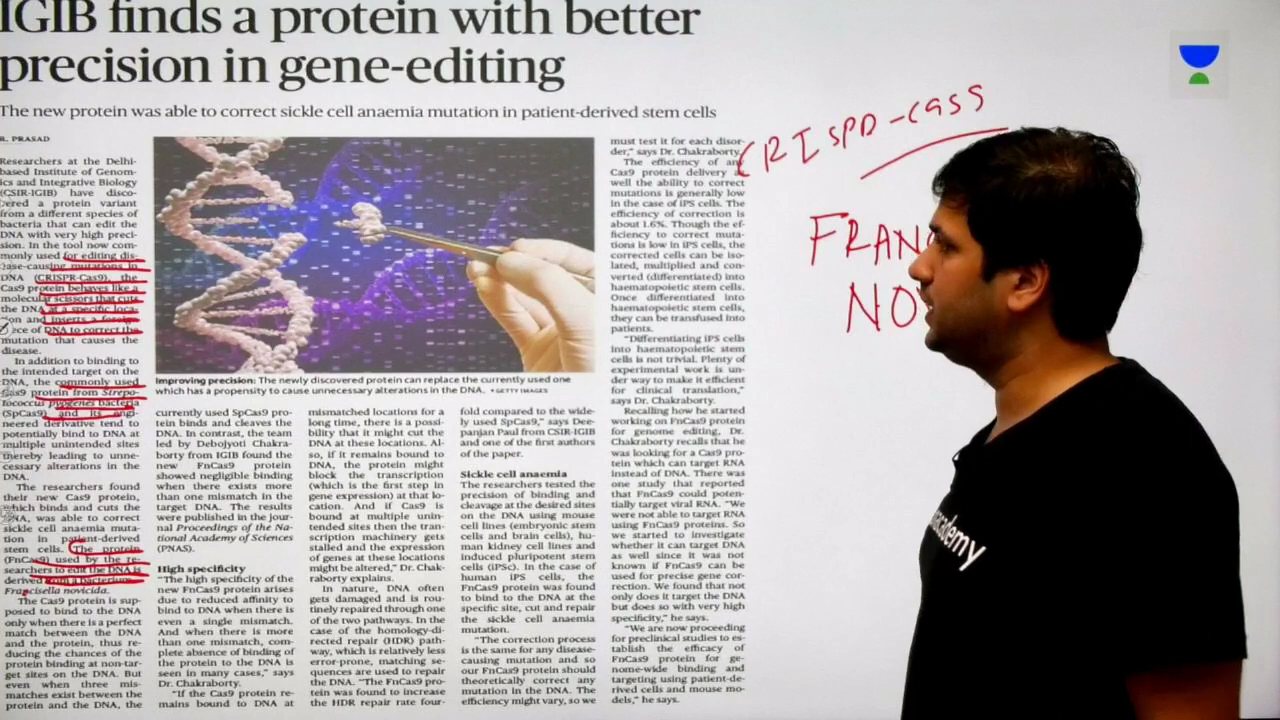 IGIB finds a protein with better
precision in gene-editing
The new protein was able to correct sickle cell anaemia mutation in patient-derived stem cells
R. PRASAD
Researchers at the Delhi-
based Institute of Genom-
ics and Integrative Biology
(CSIR-IGIB) have disco-
vered a protein variant
from a different species of
bacteria that can edit the
DNA with very high preci-
sion. In the tool now com-
monly used for editing dis-
ease-causing mutations in
DNA (CRISPR-Cas9), the
Cas9 protein behaves like a
molecular scissors that cuts
the DNA at a specific loca-
tion and inserts a foreign
piece of DNA to correct the
mutation that causes the
disease.
In addition to binding to
the intended target on the
DNA, the commonly used
Cas9 protein from Strepo-
tococcus pyogenes bacteria
(SpCas9) and its engi-
neered derivative tend to
potentially bind to DNA at
multiple unintended sites
thereby leading to unne-
cessary alterations in the
DNA.
The researchers found
their new Cas9 protein,
which binds and cuts the
DNA, was able to correct
sickle cell anaemia muta-
tion in patient-derived
stem cells. The protein
(FnCas9) used by the re-
searchers to edit the DNA is
derived from a bacterium
Francisella novicida.
The Cas9 protein is sup-
posed to bind to the DNA
only when there is a perfect
match between the DNA
and the protein, thus re-
ducing the chances of the
protein binding at non-tar-
get sites on the DNA. But
even when three mis-
matches exist between the
protein and the DNA, the
Improving precision: The newly discovered protein can replace the currently used one
which has a propensity to cause unnecessary alterations in the DNA. • GETTY IMAGES
currently used SpCas9 pro-
tein binds and cleaves the
DNA. In contrast, the team
led by Debojyoti Chakra-
borty from IGIB found the
new FnCas9 protein
showed negligible binding
when there exists more
than one mismatch in the
target DNA. The results
were published in the jour-
nal Proceedings of the Na-
tional Academy of Sciences
(PNAS).
High specificity
"The high specificity of the
new FnCas9 protein arises
due to reduced affinity to
bind to DNA when there is
even a single mismatch.
And when there is more
than one mismatch, com-
plete absence of binding of
the protein to the DNA is
seen in many cases," says
Dr. Chakraborty.
"If the Cas9 protein re-
mains bound to DNA at
mismatched locations for a
long time, there is a possi-
bility that it might cut the
DNA at these locations. Al-
so, if it remains bound to
DNA, the protein might
block the transcription
(which is the first step in
gene expression) at that lo-
cation. And if Cas9 is
bound at multiple unin-
tended sites then the tran-
scription machinery gets
stalled and the expression
of genes at these locations
might be altered," Dr. Chak-
raborty explains.
In nature, DNA often
gets damaged and is rou-
tinely repaired through one
of the two pathways. In the
case of the homology-di-
rected repair (HDR) path-
way, which is relatively less
error-prone, matching se-
quences are used to repair
the DNA. "The FnCas9 pro-
tein was found to increase
the HDR repair rate four-
fold compared to the wide-
ly used SpCas9," says Dee-
panjan Paul from CSIR-IGIB
and one of the first authors
of the paper.
Sickle cell anaemia
The researchers tested the
precision of binding and
cleavage at the desired sites
on the DNA using mouse
cell lines (embryonic stem
cells and brain cells), hu-
man kidney cell lines and
induced pluripotent stem
cells (iPSc). In the case of
human iPS cells, the
FnCas9 protein was found
to bind to the DNA at the
specific site, cut and repair
the sickle cell anaemia
mutation.
"The correction process
is the same for any disease-
causing mutation and so
our FnCas9 protein should
theoretically correct any
mutation in the DNA. The
efficiency might vary, so we
must test it for each disor-
der," says Dr. Chakraborty.
The efficiency of any
Cas9 protein delivery as
well the ability to correct
mutations is generally low
in the case of iPS cells. The
efficiency of correction is
about 1.6%. Though the ef-
ficiency to correct muta-
tions is low in iPS cells, the
corrected cells can be iso-
lated, multiplied and con-
verted (differentiated) into
haematopoietic stem cells.
Once differentiated into
haematopoietic stem cells,
they can be transfused into
patients.
"Differentiating iPS cells
into haematopoietic stem
cells is not trivial. Plenty of
experimental work is un-
der way to make it efficient
for clinical translation,"
says Dr. Chakraborty.
Recalling how he started
working on FnCas9 protein
for genome editing, Dr.
Chakraborty recalls that he
was looking for a Cas9 pro-
tein which can target RNA
instead of DNA. There was
one study that reported
that FnCas9 could poten-
tially target viral RNA. "We
were not able to target RNA
using FnCas9 proteins. So
we started to investigate
whether it can target DNA
as well since it was not
known if FnCas9 can be
used for precise gene cor-
rection. We found that not
only does it target the DNA
but does so with very high
specificity," he says.
"We are now proceeding
for preclinical studies to es-
tablish the efficacy of
FnCas9 protein for ge-
nome-wide binding and
targeting using patient-de-
rived cells and mouse mo-
dels," he says.
CRISPD-CaS9
FRANC
NO
academy